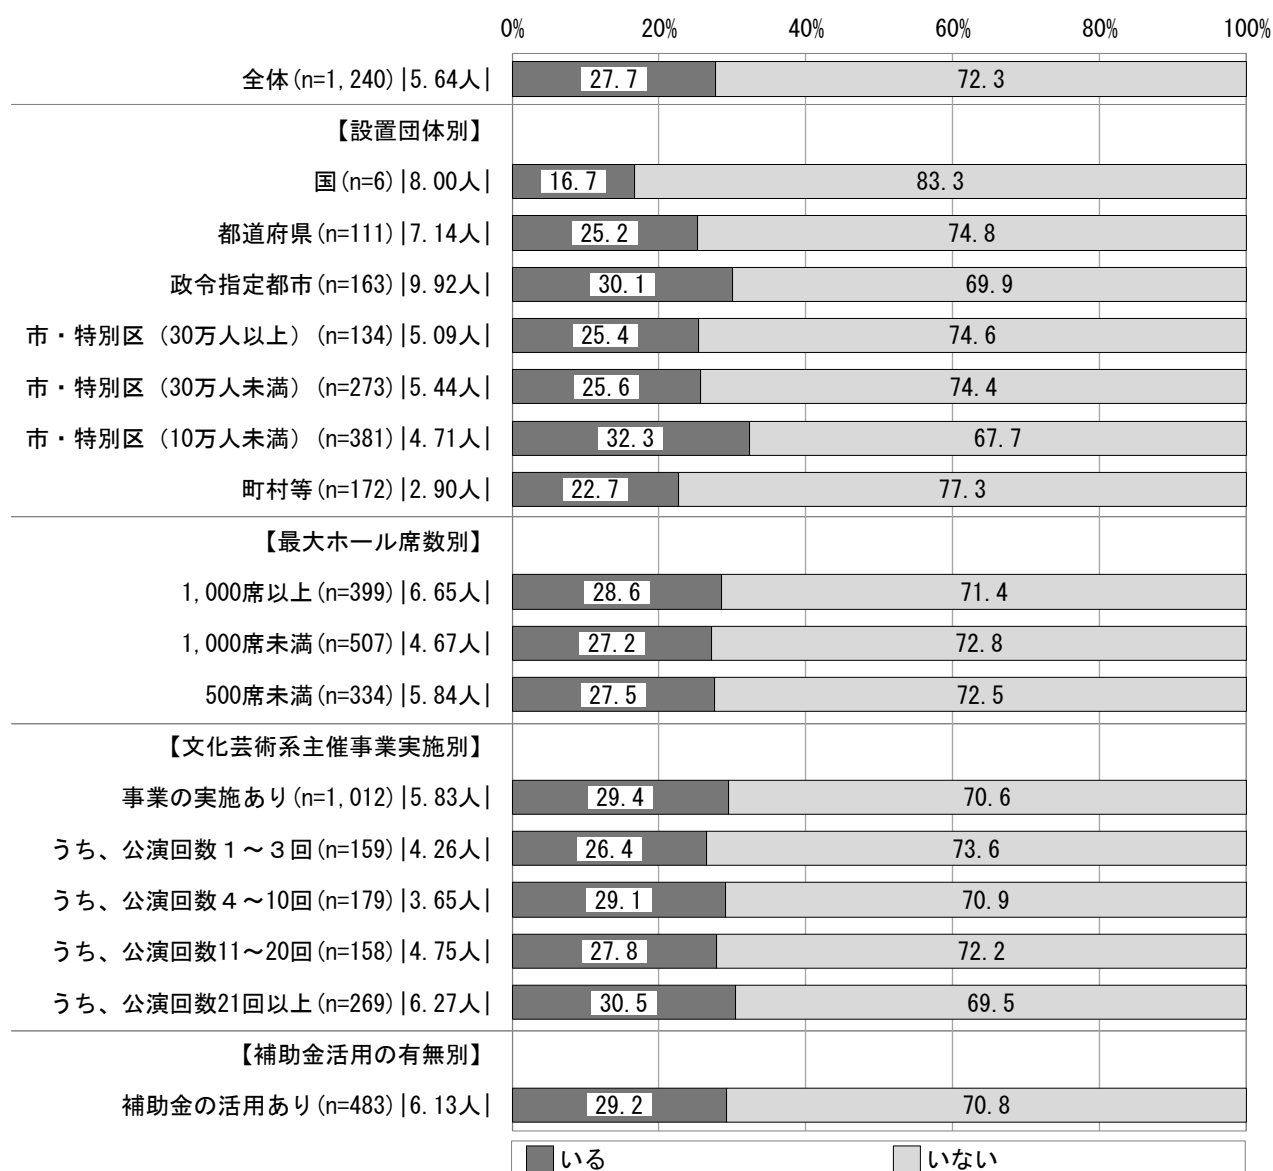 0% 20% 40% 60% 80% 100%
全体(n=1,240)|5.64人| 27.7 72.3
【設置団体別】
国(n=6)|8.00人| 16.7 83.3
都道府県(n=111)|7.14人| 25.2 74.8
政令指定都市(n=163)|9.92人| 30.1 69.9
市・特別区（30万人以上）(n=134)|5.09人| 25.4 74.6
市・特別区（30万人未満）(n=273)|5.44人| 25.6 74.4
市・特別区（10万人未満）(n=381)|4.71人| 32.3 67.7
町村等(n=172)|2.90人| 22.7 77.3
【最大ホール席数別】
1,000席以上(n=399)|6.65人| 28.6 71.4
1,000席未満(n=507)|4.67人| 27.2 72.8
500席未満(n=334)|5.84人| 27.5 72.5
【文化芸術系主催事業実施別】
事業の実施あり(n=1,012)|5.83人| 29.4 70.6
うち、公演回数１～３回(n=159)|4.26人| 26.4 73.6
うち、公演回数４～10回(n=179)|3.65人| 29.1 70.9
うち、公演回数11～20回(n=158)|4.75人| 27.8 72.2
うち、公演回数21回以上(n=269)|6.27人| 30.5 69.5
【補助金活用の有無別】
補助金の活用あり(n=483)|6.13人| 29.2 70.8
いる いない